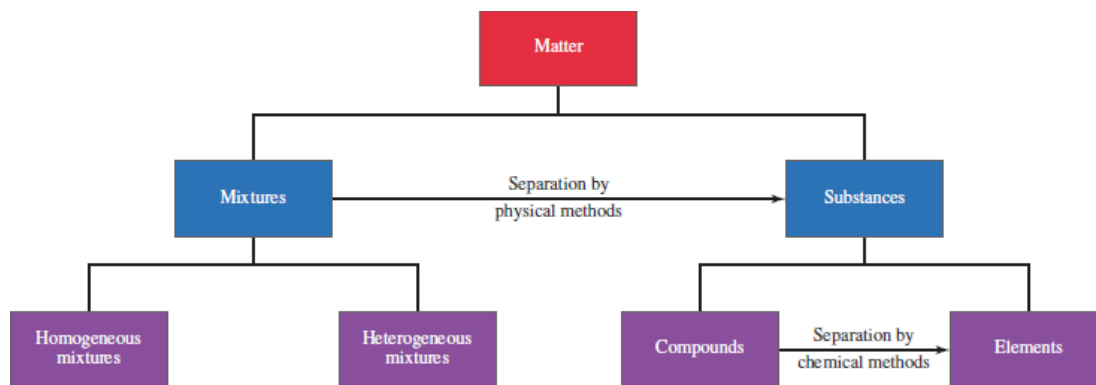 Matter
Mixtures
Separation by
physical methods
Substances
Homogeneous
mixtures
Heterogeneous
mixtures
Compounds
Separation by
chemical methods
Elements